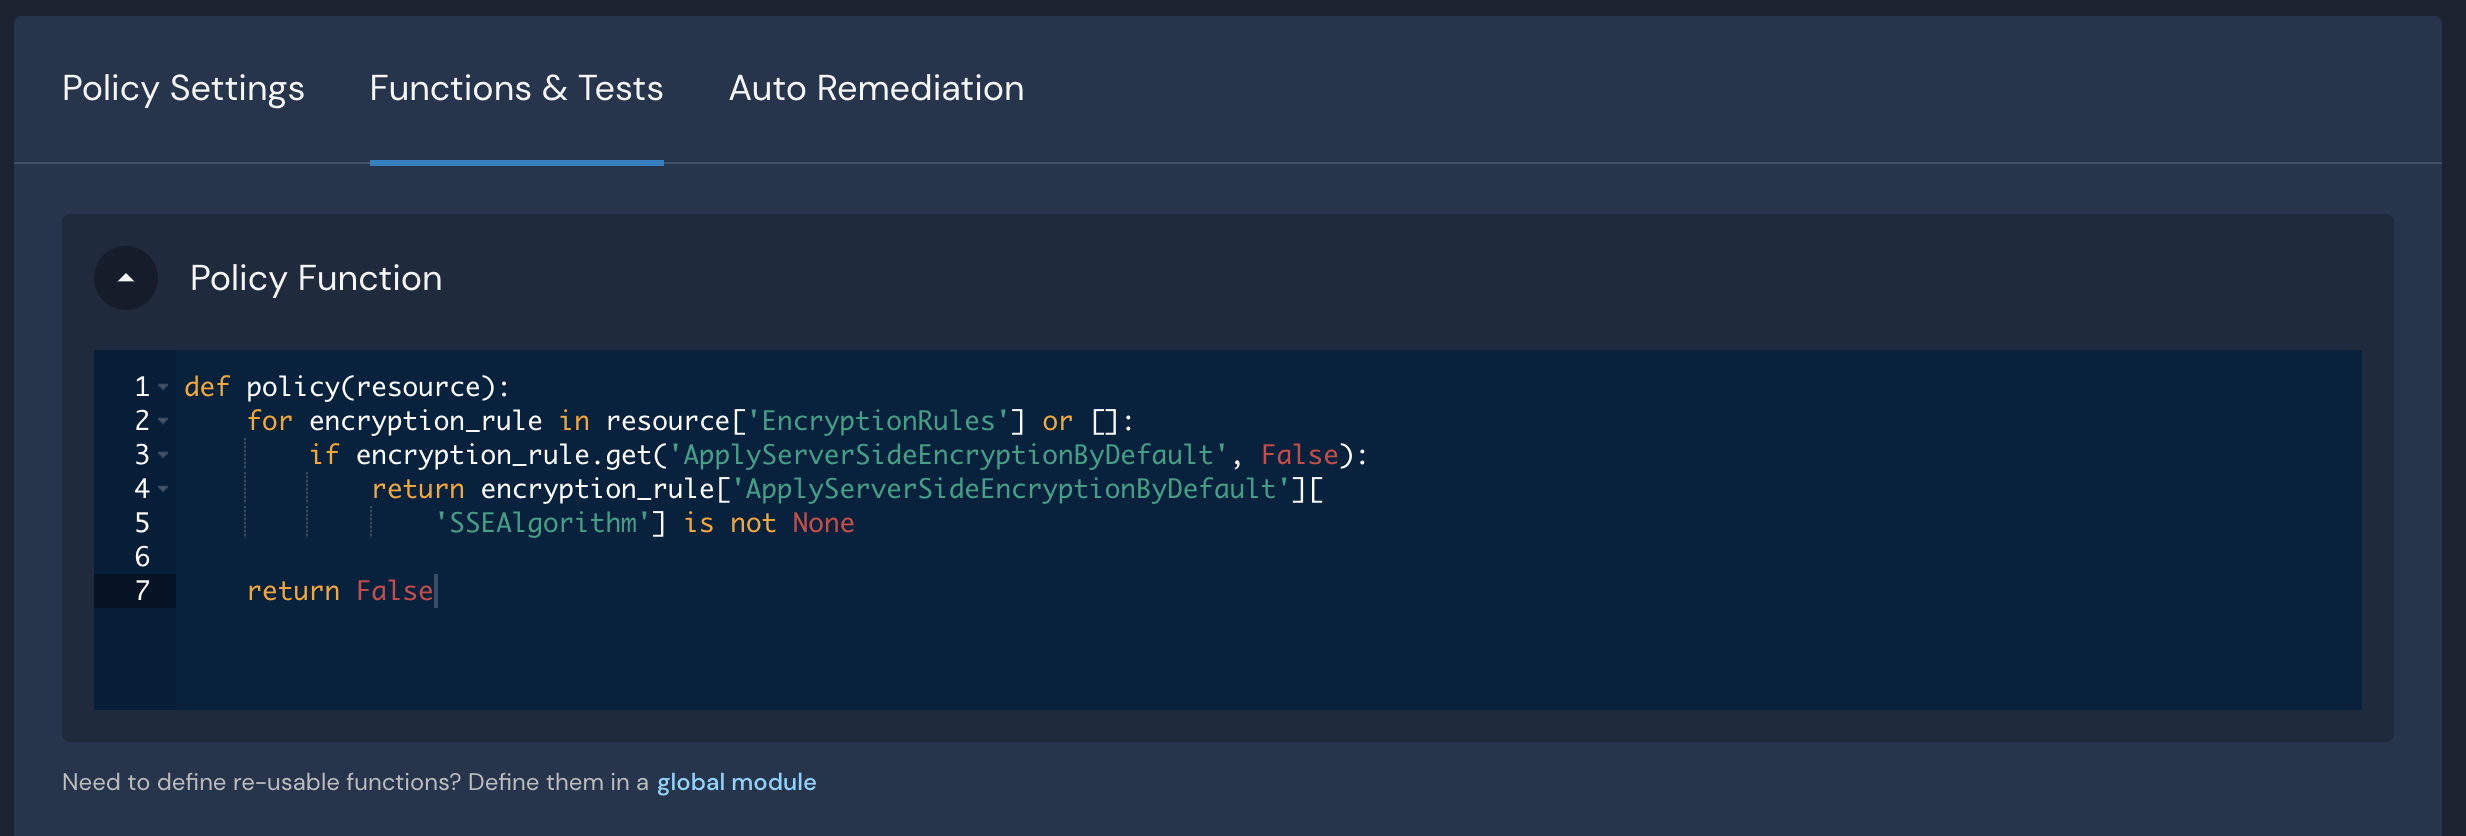 Policy Settings Functions & Tests Auto Remediation
Policy Function
1 def policy(resource):
2     for encryption_rule in resource['EncryptionRules'] or []:
3         if encryption_rule.get('ApplyServerSideEncryptionByDefault', False):
4             return encryption_rule['ApplyServerSideEncryptionByDefault'][
5                 'SSEAlgorithm'] is not None
6
7     return False
Need to define re-usable functions? Define them in a global module